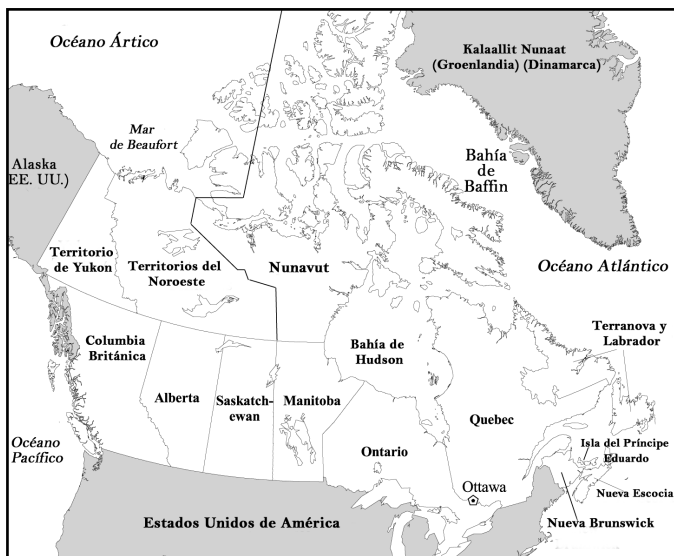 Océano Ártico
Kalaallit Nunaat
(Groenlandia) (Dinamarca)
Mar
de Beaufort
Alaska
(EE. UU.)
Bahía
de
Baffin
Territorio
de Yukon
Territorios del
Noroeste
Nunavut
Océano Atlántico
Columbia
Británica
Bahía de
Hudson
Terranova y
Labrador
Alberta
Saskatch-
ewan
Manitoba
Quebec
Océano
Pacífico
Ontario
Isla del Príncipe
Eduardo
Ottawa
Nueva Escocia
Estados Unidos de América
Nueva Brunswick